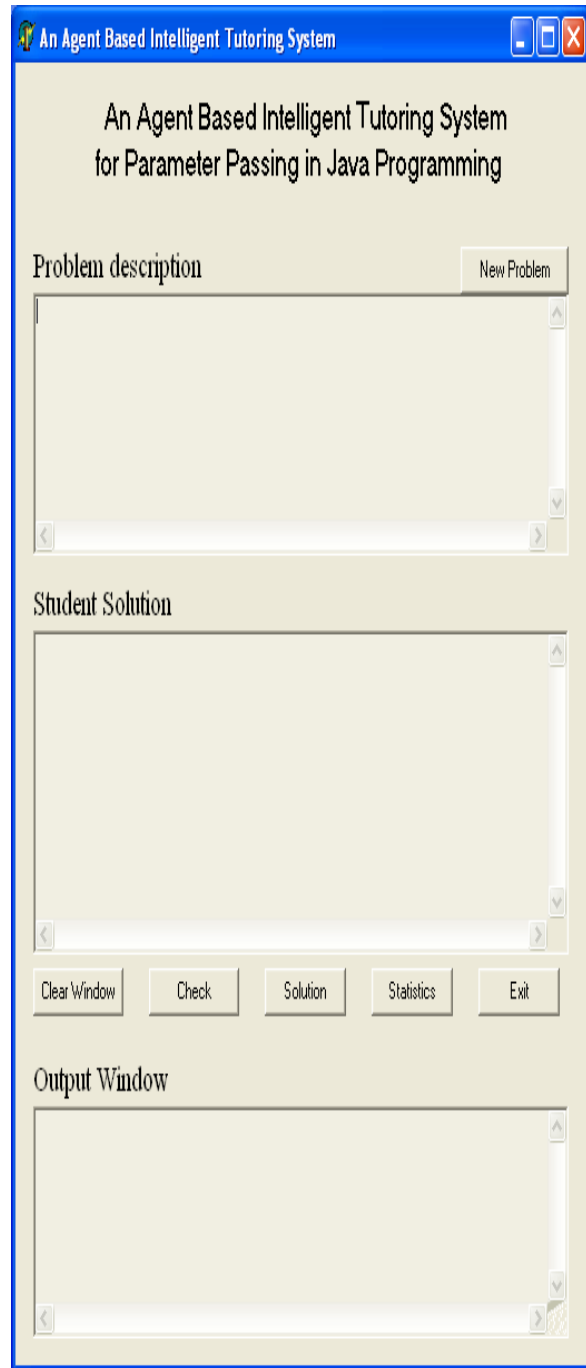 An Agent Based Intelligent Tutoring System
An Agent Based Intelligent Tutoring System
for Parameter Passing in Java Programming
Problem description
New Problem
Student Solution
Clear Window
Check
Solution
Statistics
Exit
Output Window